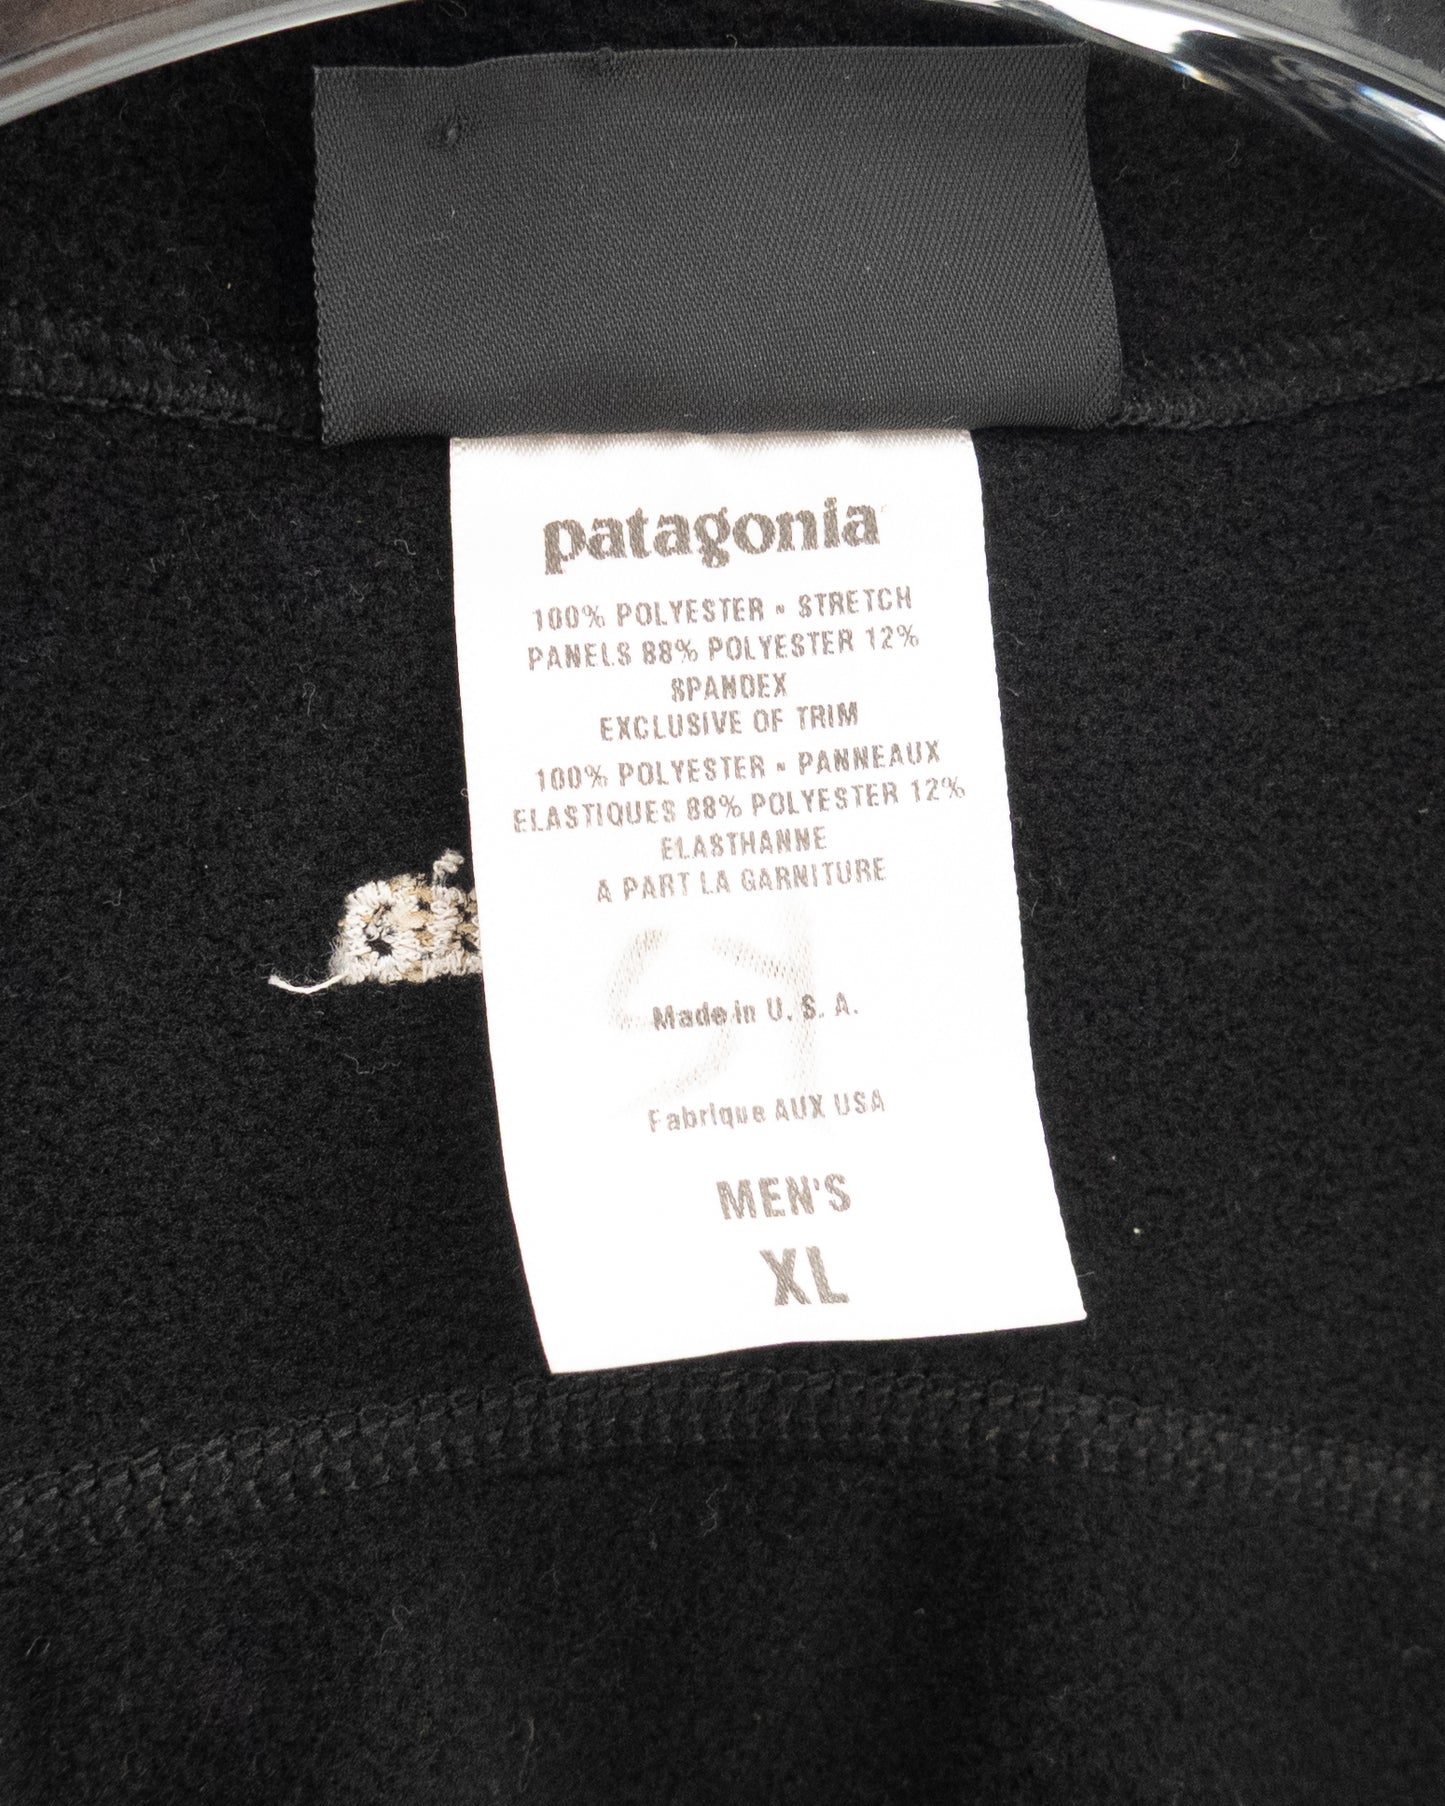 patagonia
100% POLYESTER - STRETCH
PANELS 88% POLYESTER 12%
SPANDEX
EXCLUSIVE OF TRIM
100% POLYESTER - PANNEAUX
ELASTIQUES 88% POLYESTER 12%
ELASTHANNE
A PART LA GARNITURE
Made in U. S. A.
Fabrique AUX USA
MEN'S
XL